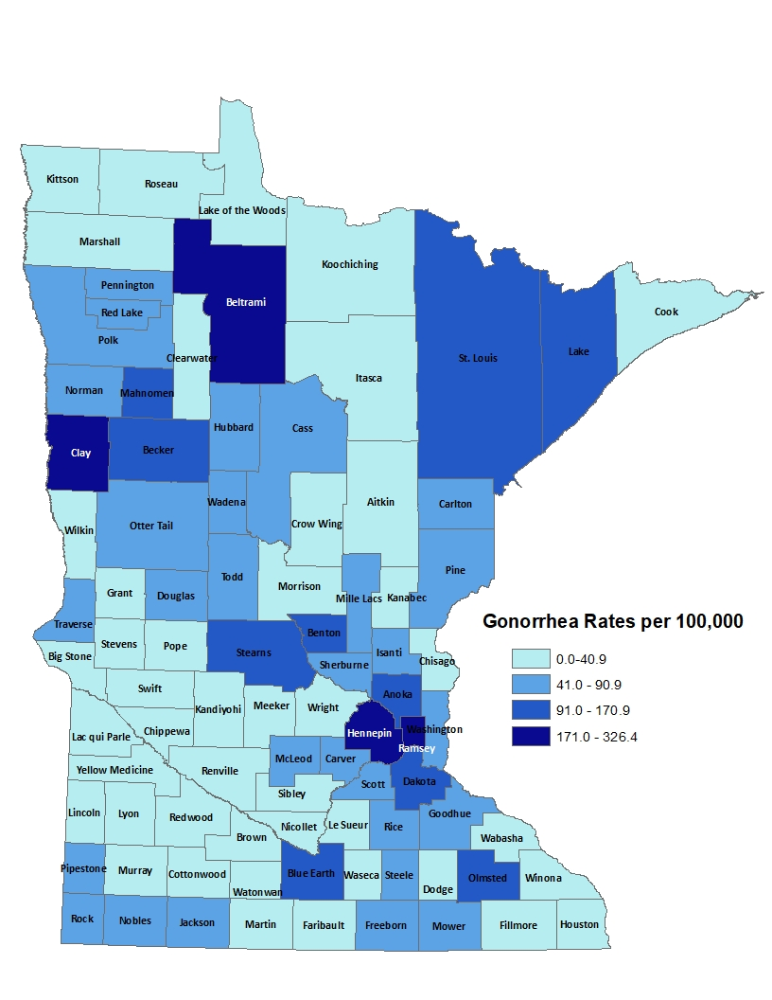 Kittson
Roseau
Lake of the Woods
Marshall
Koochiching
Pennington
Beltrami
Cook
Red Lake
Polk
St. Louis
Lake
Clearwater
Itasca
Norman
Mahnomen
Hubbard
Cass
Clay
Becker
Aitkin
Wadena
Carlton
Crow Wing
Otter Tail
Wilkin
Pine
Todd
Morrison
Grant
Douglas
Mille Lacs
Kanabec
Gonorrhea Rates per 100,000
Traverse
Benton
Stevens
Pope
Stearns
Isanti
Big Stone
Chisago
0.0-40.9
Sherburne
41.0 - 90.9
Swift
Anoka
Kandiyohi
Meeker
Wright
91.0 - 170.9
Lac qui Parle
Chippewa
Hennepin
Washington
171.0 - 326.4
Ramsey
McLeod
Carver
Yellow Medicine
Renville
Dakota
Scott
Sibley
Lincoln
Lyon
Redwood
Goodhue
Nicollet
Le Sueur
Rice
Brown
Wabasha
Pipestone
Murray
Cottonwood
Blue Earth
Waseca
Steele
Olmsted
Winona
Watonwan
Dodge
Rock
Nobles
Jackson
Martin
Faribault
Freeborn
Mower
Fillmore
Houston